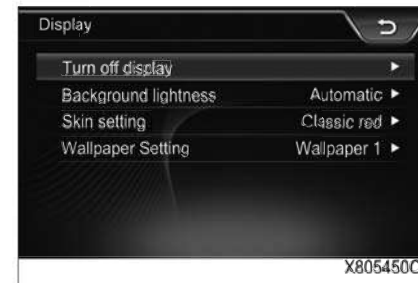 Display
Turn off display
Background lightness Automatic
Skin setting Classic red
Wallpaper Setting Wallpaper 1
X805450C